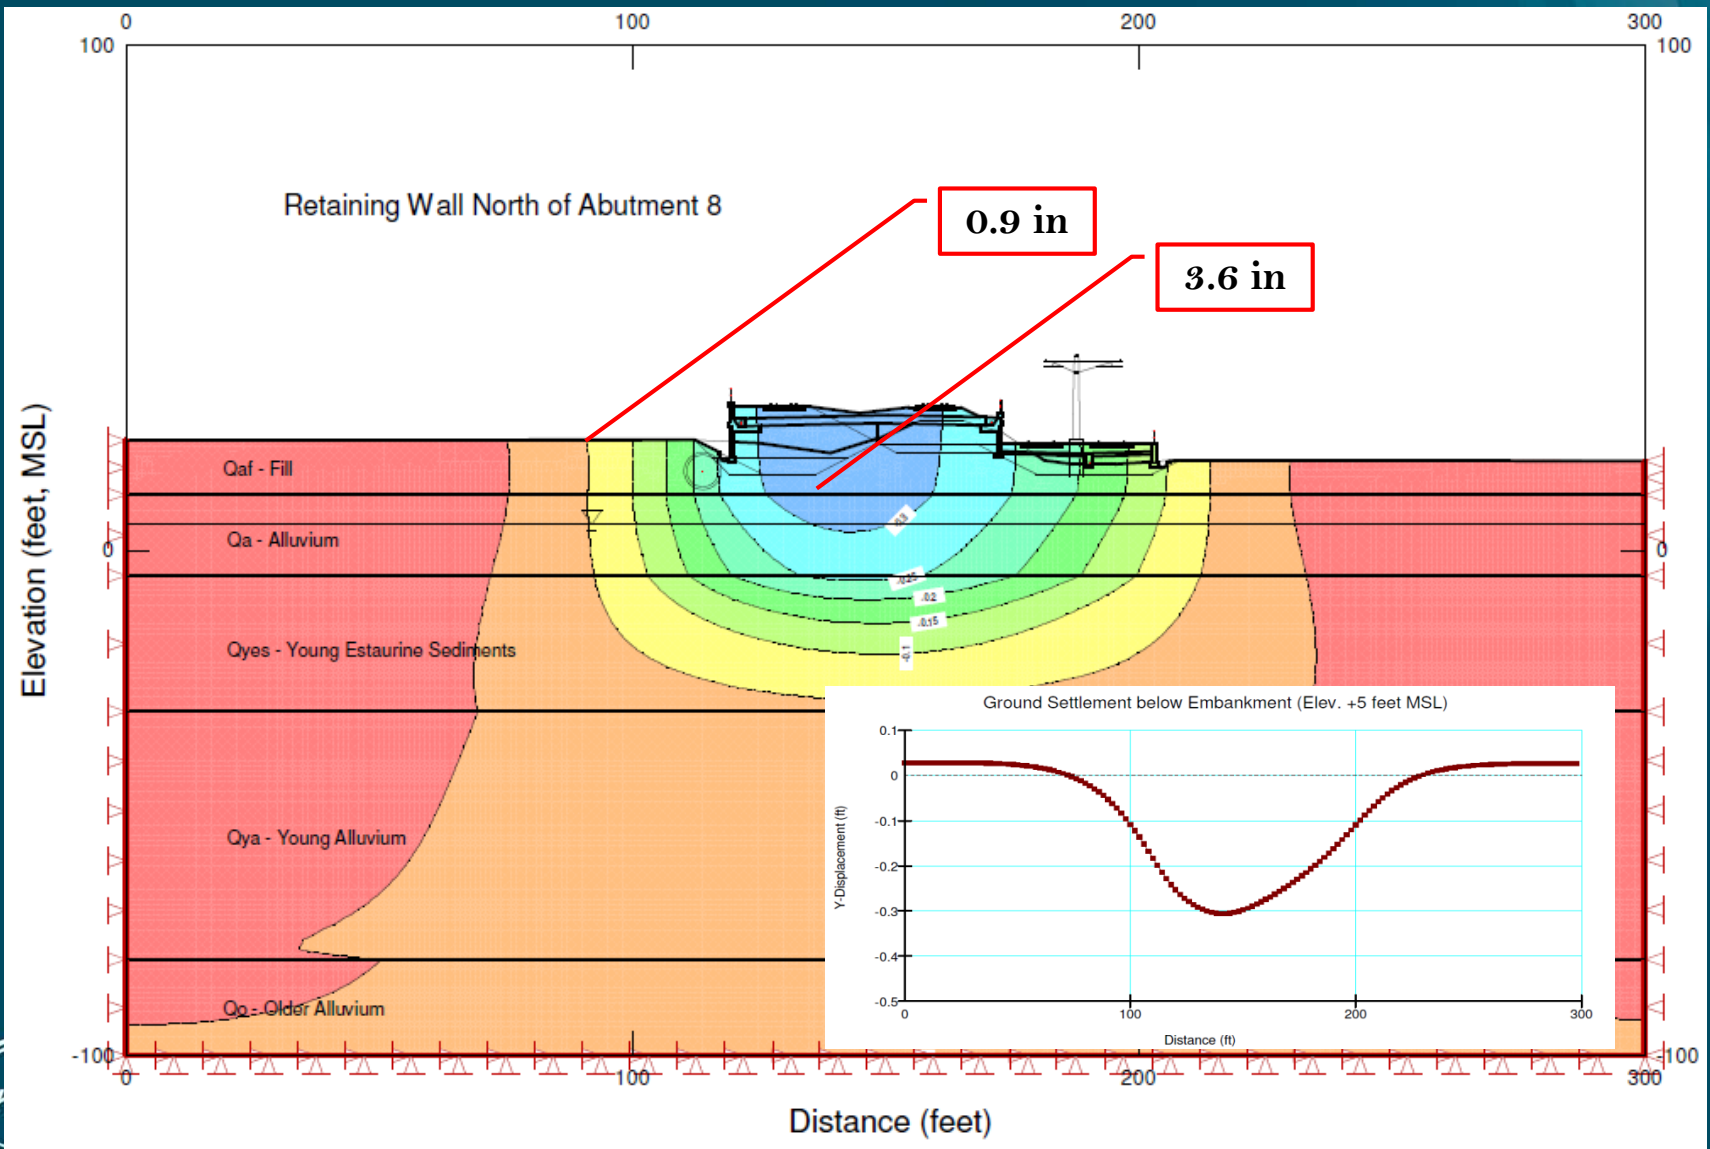 0 100 200 300
100 100
Retaining Wall North of Abutment 8
0.9 in
3.6 in
Elevation (feet, MSL)
Qaf - Fill
-0.3
Qa - Alluvium
0 0
-0.25
-0.2
-0.15
-0.1
Qyes - Young Estaurine Sediments
Ground Settlement below Embankment (Elev. +5 feet MSL)
0.1
0
-0.1
-0.2
-0.3
-0.4
-0.5
Y-Displacement (ft)
0 100 200 300
Distance (ft)
Qya - Young Alluvium
Qo - Older Alluvium
-100 -100
0 100 200 300
Distance (feet)